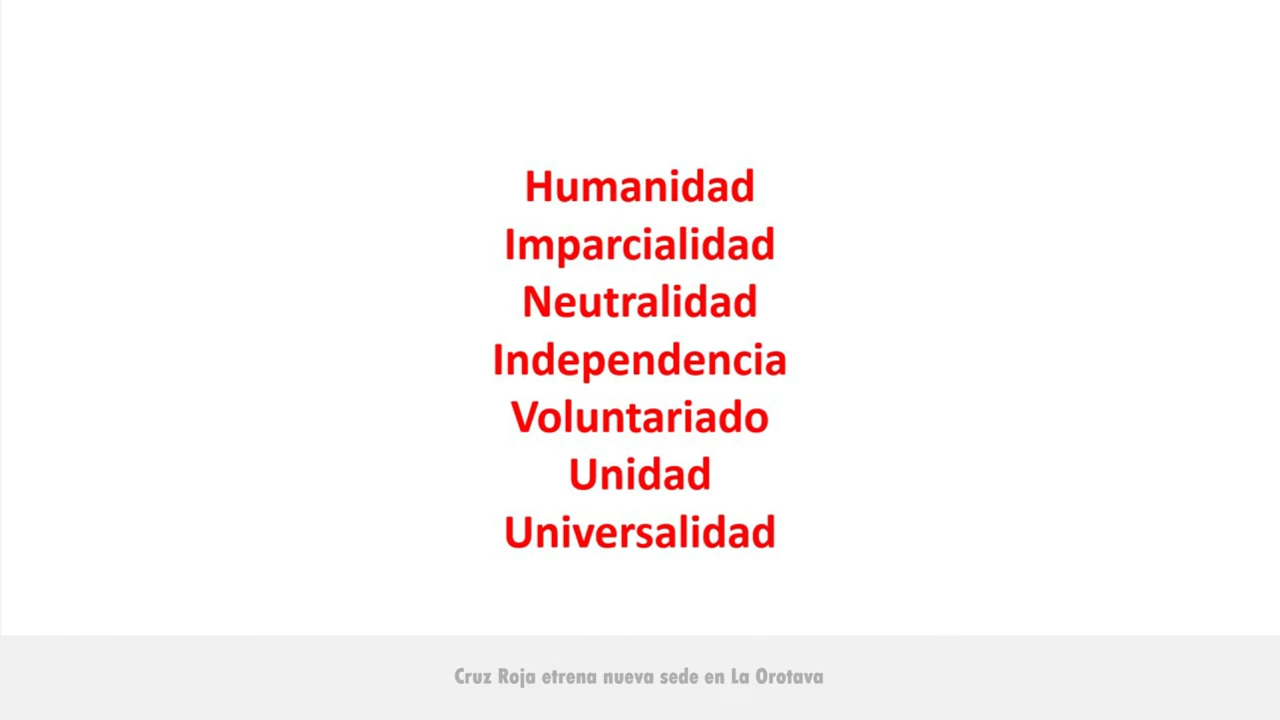 Humanidad
Imparcialidad
Neutralidad
Independencia
Voluntariado
Unidad
Universalidad
Cruz Roja etrena nueva sede en La Orotava